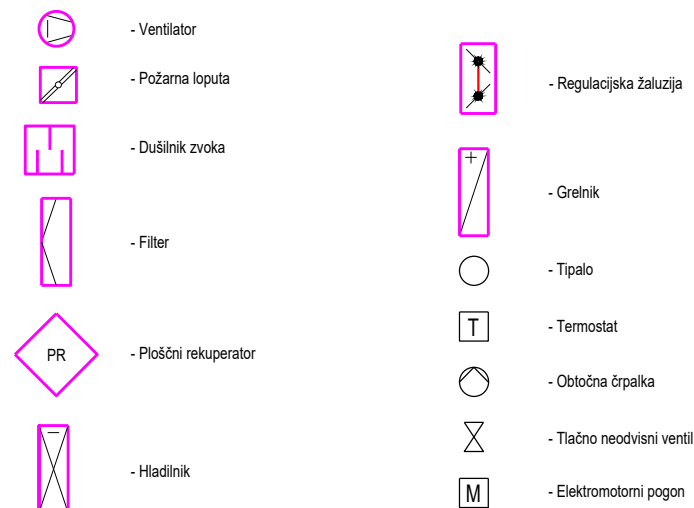 - Ventilator
- Požarna loputa
- Dušilnik zvoka
- Filter
PR
- Ploščni rekuperator
- Hladilnik
- Regulacijska žaluzija
- Grelnik
- Tipalo
T
- Termostat
- Obtočna črpalka
- Tlačno neodvisni ventil
M
- Elektromotorni pogon